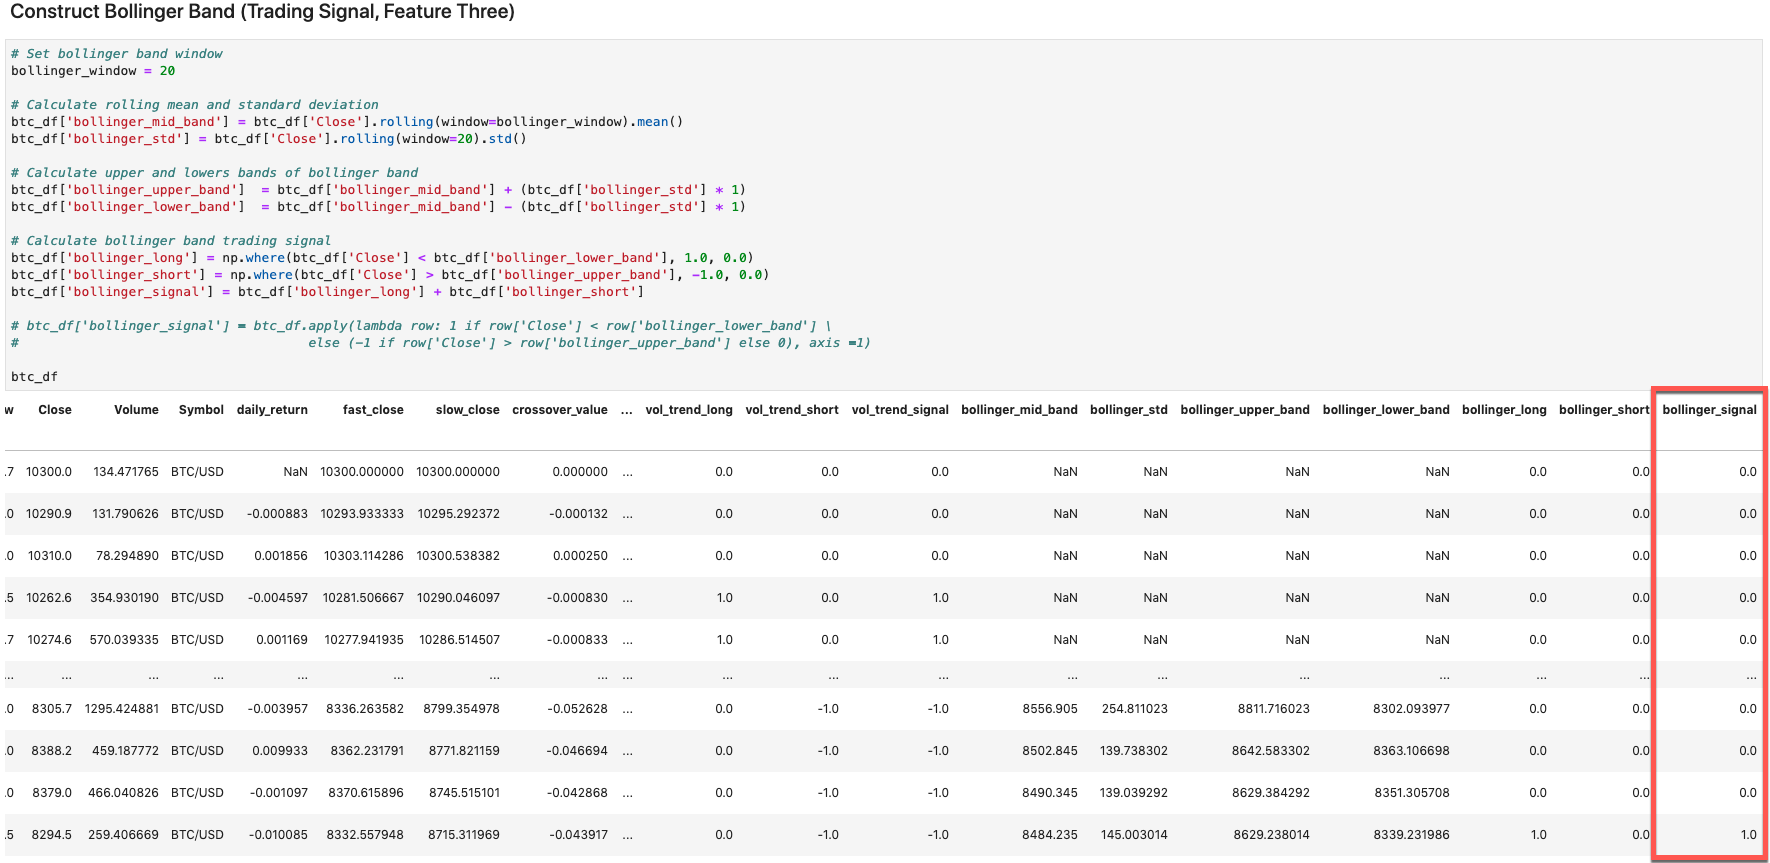 Construct Bollinger Band (Trading Signal, Feature Three)
# Set bollinger band window
bollinger_window = 20
# Calculate rolling mean and standard deviation
btc_df['bollinger_mid_band'] = btc_df['Close'].rolling(window=bollinger_window).mean()
btc_df['bollinger_std'] = btc_df['Close'].rolling(window=20).std()
# Calculate upper and lowers bands of bollinger band
btc_df['bollinger_upper_band']  = btc_df['bollinger_mid_band'] + (btc_df['bollinger_std'] * 1)
btc_df['bollinger_lower_band']  = btc_df['bollinger_mid_band'] - (btc_df['bollinger_std'] * 1)
# Calculate bollinger band trading signal
btc_df['bollinger_long'] = np.where(btc_df['Close'] < btc_df['bollinger_lower_band'], 1.0, 0.0)
btc_df['bollinger_short'] = np.where(btc_df['Close'] > btc_df['bollinger_upper_band'], -1.0, 0.0)
btc_df['bollinger_signal'] = btc_df['bollinger_long'] + btc_df['bollinger_short']
# btc_df['bollinger_signal'] = btc_df.apply(lambda row: 1 if row['Close'] < row['bollinger_lower_band'] \
#                                     else (-1 if row['Close'] > row['bollinger_upper_band'] else 0), axis =1)
btc_df
w Close Volume Symbol daily_return fast_close slow_close crossover_value ... vol_trend_long vol_trend_short vol_trend_signal bollinger_mid_band bollinger_std bollinger_upper_band bollinger_lower_band bollinger_long bollinger_short bollinger_signal
.7 10300.0 134.471765 BTC/USD NaN 10300.000000 10300.000000 0.000000 ... 0.0 0.0 0.0 NaN NaN NaN NaN 0.0 0.0 0.0
.0 10290.9 131.790626 BTC/USD -0.000883 10293.933333 10295.292372 -0.000132 ... 0.0 0.0 0.0 NaN NaN NaN NaN 0.0 0.0 0.0
.0 10310.0 78.294890 BTC/USD 0.001856 10303.114286 10300.538382 0.000250 ... 0.0 0.0 0.0 NaN NaN NaN NaN 0.0 0.0 0.0
.5 10262.6 354.930190 BTC/USD -0.004597 10281.506667 10290.046097 -0.000830 ... 1.0 0.0 1.0 NaN NaN NaN NaN 0.0 0.0 0.0
.7 10274.6 570.039335 BTC/USD 0.001169 10277.941935 10286.514507 -0.000833 ... 1.0 0.0 1.0 NaN NaN NaN NaN 0.0 0.0 0.0
... ... ... ... ... ... ... ... ... ... ... ... ... ... ... ... ... ... ...
.0 8305.7 1295.424881 BTC/USD -0.003957 8336.263582 8799.354978 -0.052628 ... 0.0 -1.0 -1.0 8556.905 254.811023 8811.716023 8302.093977 0.0 0.0 0.0
.0 8388.2 459.187772 BTC/USD 0.009933 8362.231791 8771.821159 -0.046694 ... 0.0 -1.0 -1.0 8502.845 139.738302 8642.583302 8363.106698 0.0 0.0 0.0
.0 8379.0 466.040826 BTC/USD -0.001097 8370.615896 8745.515101 -0.042868 ... 0.0 -1.0 -1.0 8490.345 139.039292 8629.384292 8351.305708 0.0 0.0 0.0
.5 8294.5 259.406669 BTC/USD -0.010085 8332.557948 8715.311969 -0.043917 ... 0.0 -1.0 -1.0 8484.235 145.003014 8629.238014 8339.231986 1.0 0.0 1.0